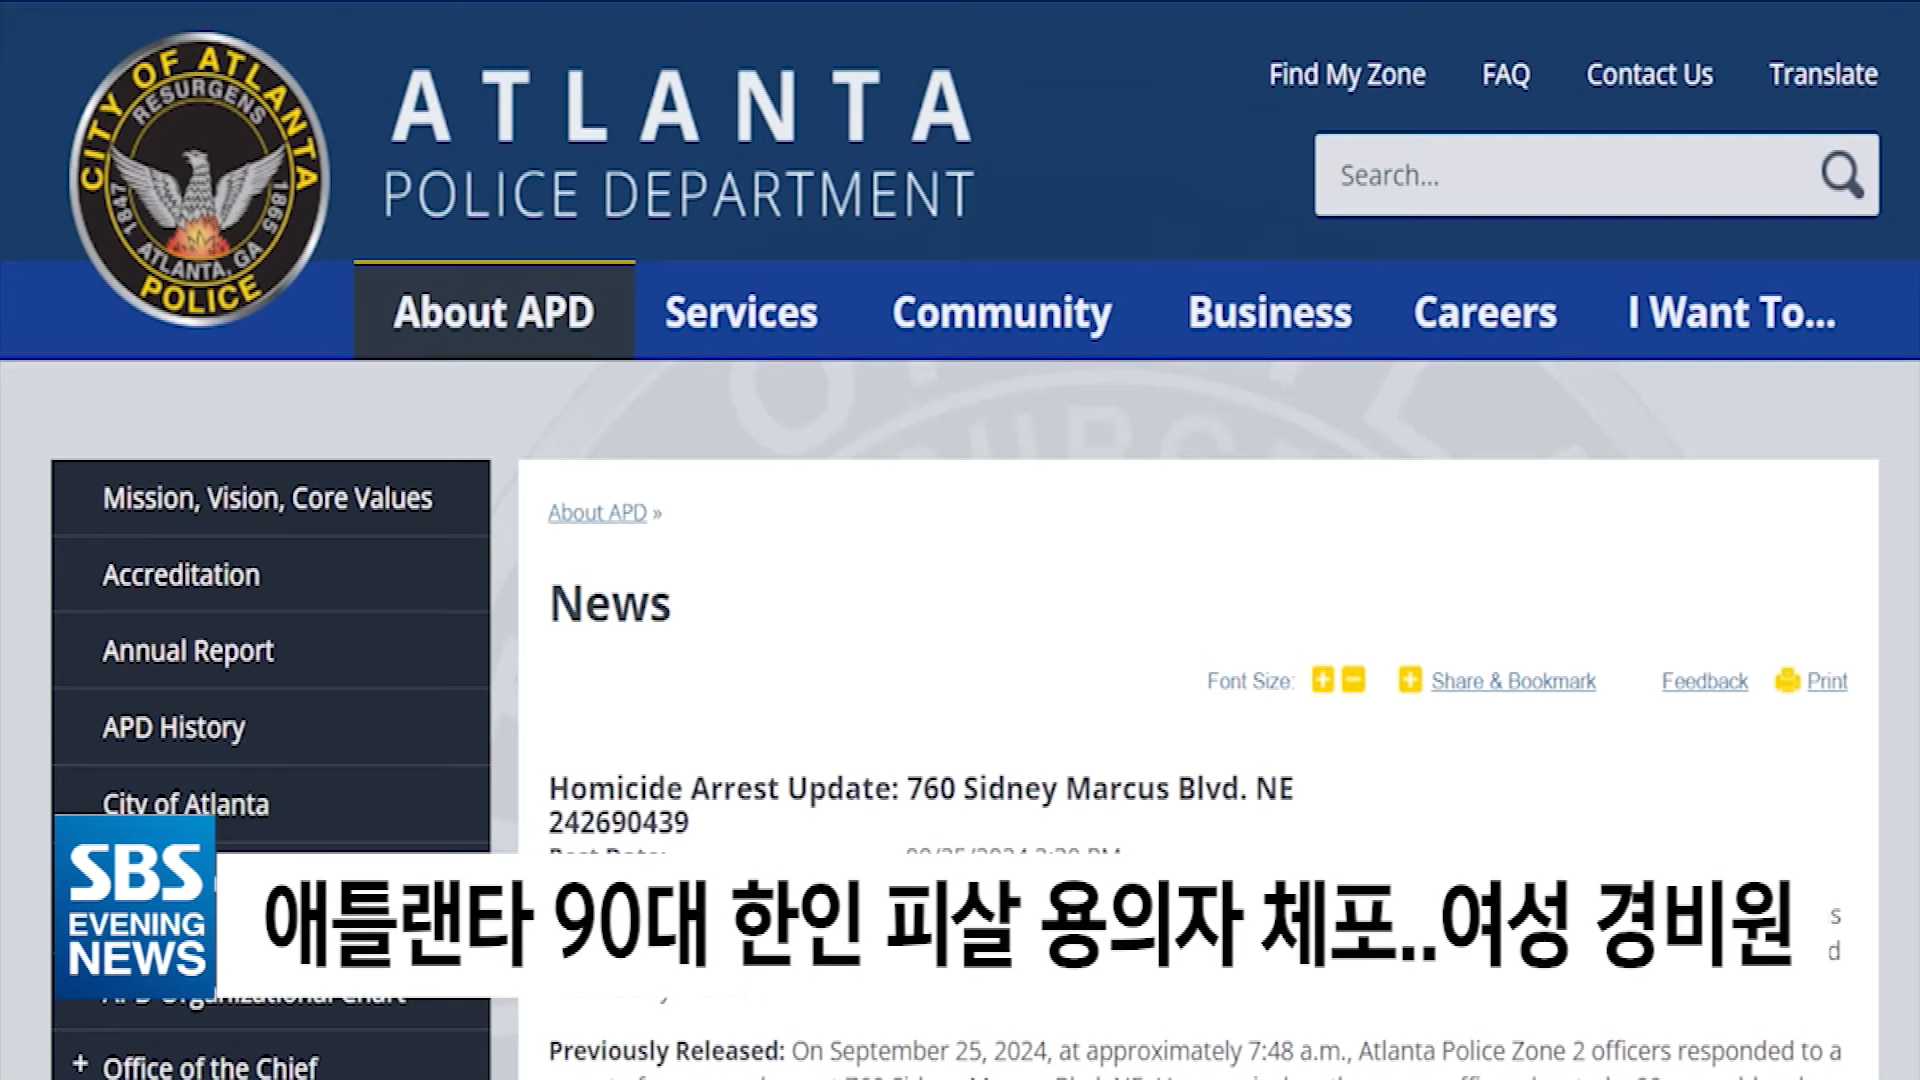 CITY OF ATLANTA
RESURGENS
1847 1865
ATLANTA, GA
POLICE
ATLANTA
POLICE DEPARTMENT
Find My Zone FAQ Contact Us Translate
Search...
About APD Services Community Business Careers I Want To...
Mission, Vision, Core Values
Accreditation
Annual Report
APD History
City of Atlanta
APD Organizational Chart
+ Office of the Chief
About APD »
News
Font Size: + - + Share & Bookmark Feedback Print
Homicide Arrest Update: 760 Sidney Marcus Blvd. NE
242690439
s
d
SBS
EVENING
NEWS
애틀랜타 90대 한인 피살 용의자 체포..여성 경비원
Previously Released: On September 25, 2024, at approximately 7:48 a.m., Atlanta Police Zone 2 officers responded to a